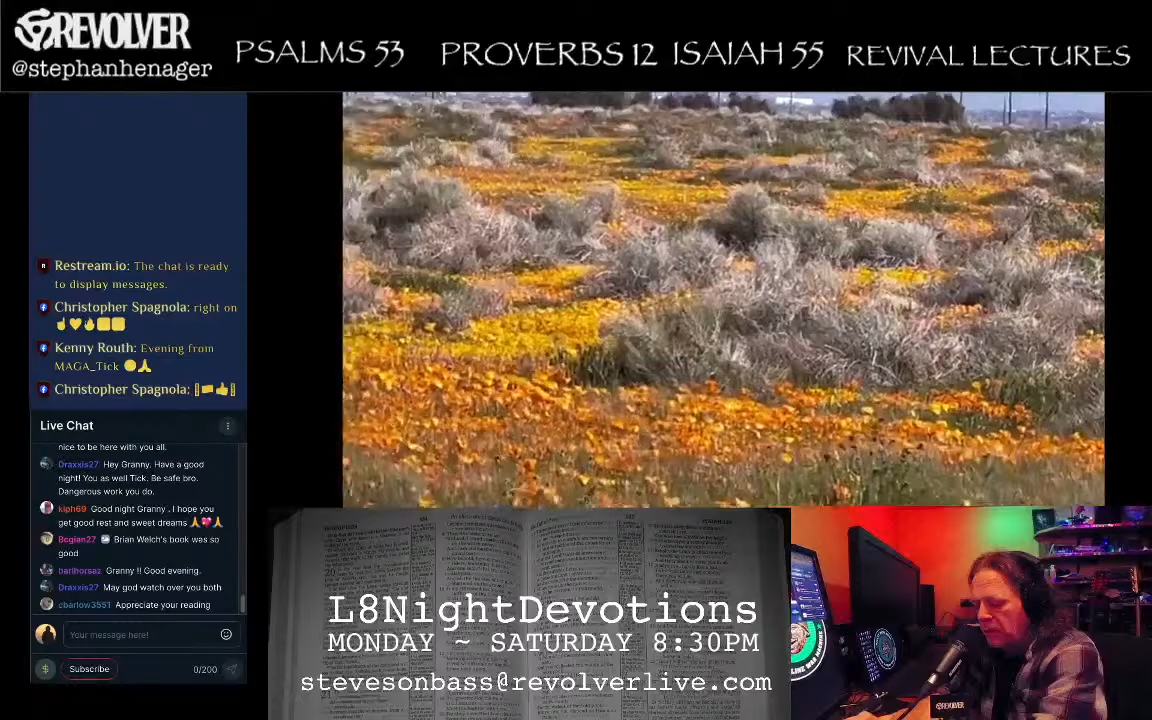 REVOLVER
@stephanhenager
PSALMS 53 PROVERBS 12 ISAIAH 55 REVIVAL LECTURES
Restream.io: The chat is ready
to display messages.
Christopher Spagnola: right on
Kenny Routh: Evening from
MAGA_Tick
Christopher Spagnola:
Live Chat
nice to be here with you all.
Draxxis27 Hey Granny. Have a good
night! You as well Tick. Be safe bro.
Dangerous work you do.
kiph69 Good night Granny . I hope you
get good rest and sweet dreams
Bcgian27 Brian Welch's book was so
good
barlhorsaz Granny !! Good evening.
Draxxis27 May god watch over you both
cbarlow3551 Appreciate your reading
Your message here!
$ Subscribe 0/200
L8NightDevotions
MONDAY ~ SATURDAY 8:30PM
stevesonbass@revolverlive.com
REVOLVER